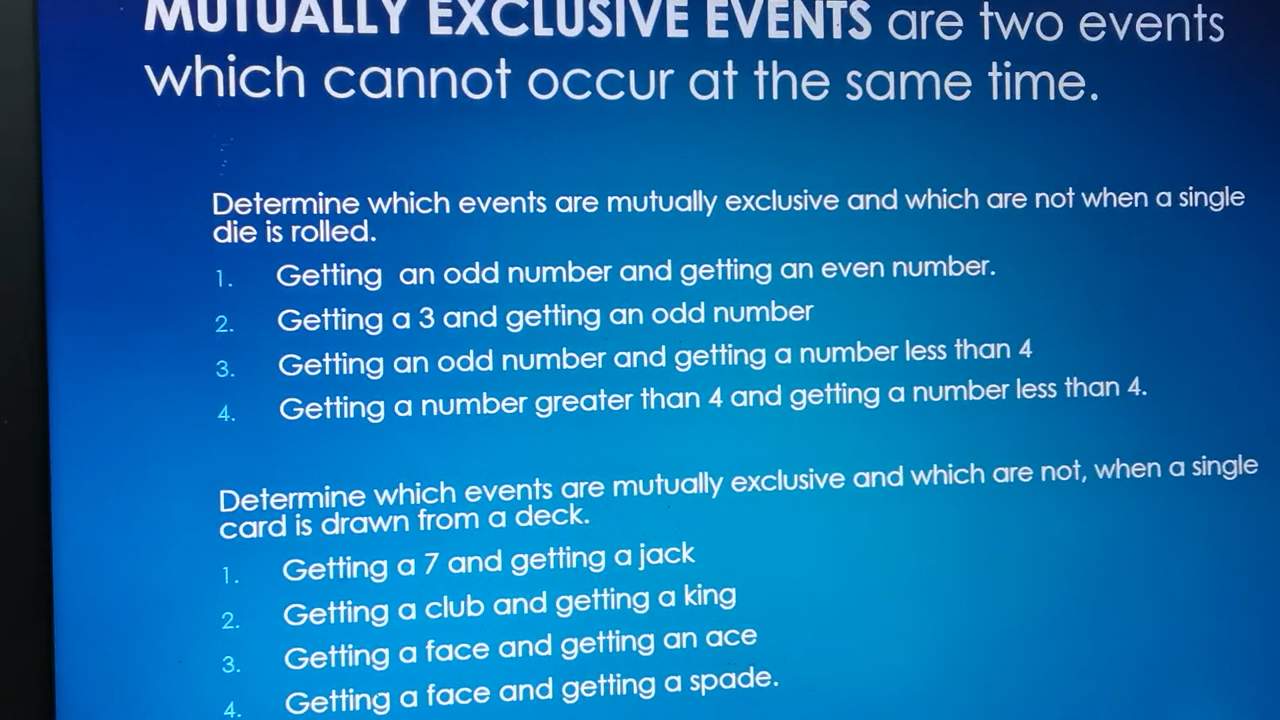 MUTUALLY EXCLUSIVE EVENTS are two events
which cannot occur at the same time.
Determine which events are mutually exclusive and which are not when a single
die is rolled.
1. Getting an odd number and getting an even number.
2. Getting a 3 and getting an odd number
3. Getting an odd number and getting a number less than 4
4. Getting a number greater than 4 and getting a number less than 4.
Determine which events are mutually exclusive and which are not, when a single
card is drawn from a deck.
1. Getting a 7 and getting a jack
2. Getting a club and getting a king
3. Getting a face and getting an ace
4. Getting a face and getting a spade.